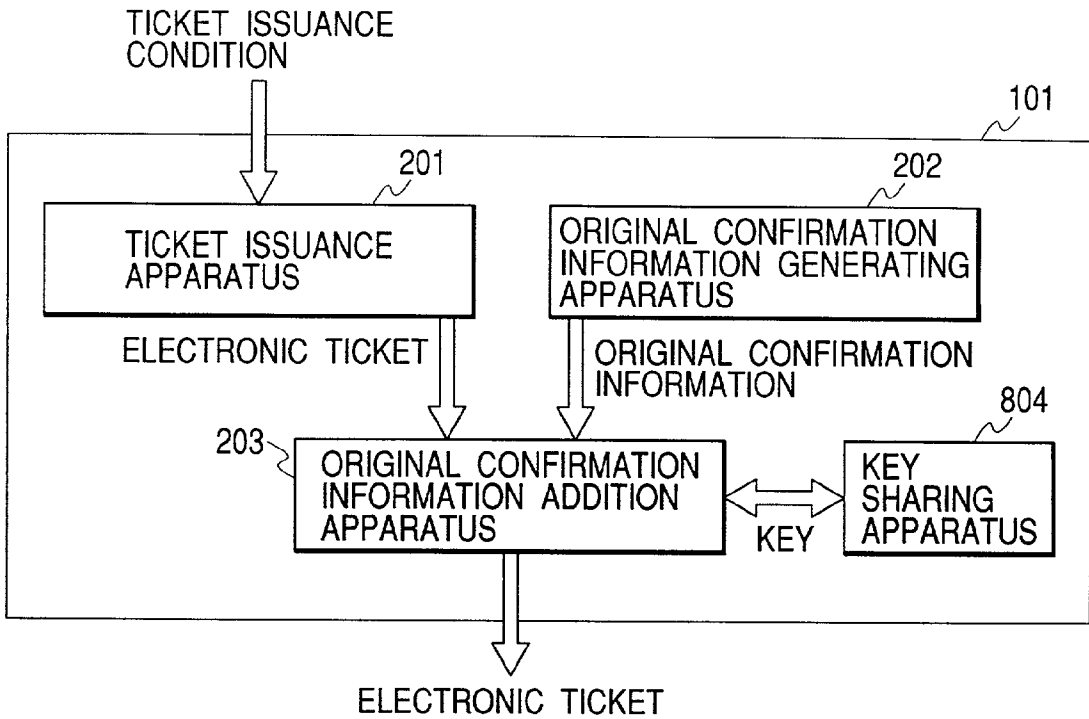 TICKET ISSUANCE
CONDITION
101
201
202
TICKET ISSUANCE
APPARATUS
ORIGINAL CONFIRMATION
INFORMATION GENERATING
APPARATUS
ELECTRONIC TICKET
ORIGINAL CONFIRMATION
INFORMATION
203
804
ORIGINAL CONFIRMATION
INFORMATION ADDITION
APPARATUS
KEY
KEY
SHARING
APPARATUS
ELECTRONIC TICKET